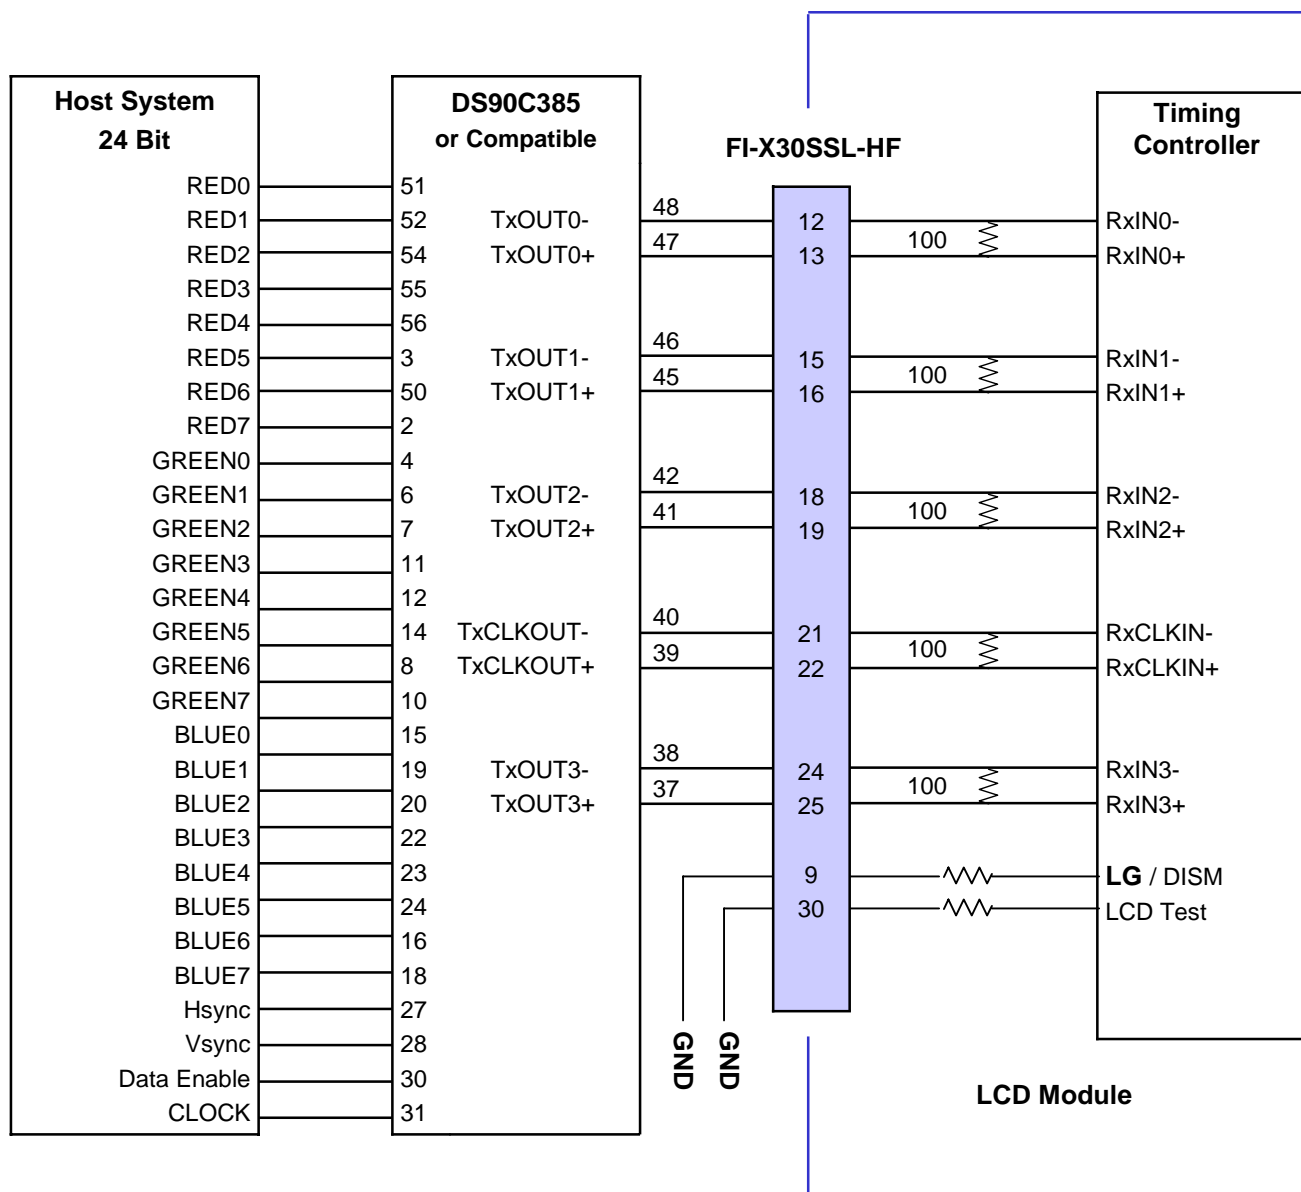 Host System
24 Bit
RED0
RED1
RED2
RED3
RED4
RED5
RED6
RED7
GREEN0
GREEN1
GREEN2
GREEN3
GREEN4
GREEN5
GREEN6
GREEN7
BLUE0
BLUE1
BLUE2
BLUE3
BLUE4
BLUE5
BLUE6
BLUE7
Hsync
Vsync
Data Enable
CLOCK
DS90C385
or Compatible
51
52
54
55
56
3
50
2
4
6
7
11
12
14
8
10
15
19
20
22
23
24
16
18
27
28
30
31
TxOUT0-
TxOUT0+
TxOUT1-
TxOUT1+
TxOUT2-
TxOUT2+
TxCLKOUT-
TxCLKOUT+
TxOUT3-
TxOUT3+
48
47
46
45
42
41
40
39
38
37
GND
GND
FI-X30SSL-HF
12
13
15
16
18
19
21
22
24
25
9
30
100
100
100
100
100
Timing
Controller
RxIN0-
RxIN0+
RxIN1-
RxIN1+
RxIN2-
RxIN2+
RxCLKIN-
RxCLKIN+
RxIN3-
RxIN3+
LG / DISM
LCD Test
LCD Module